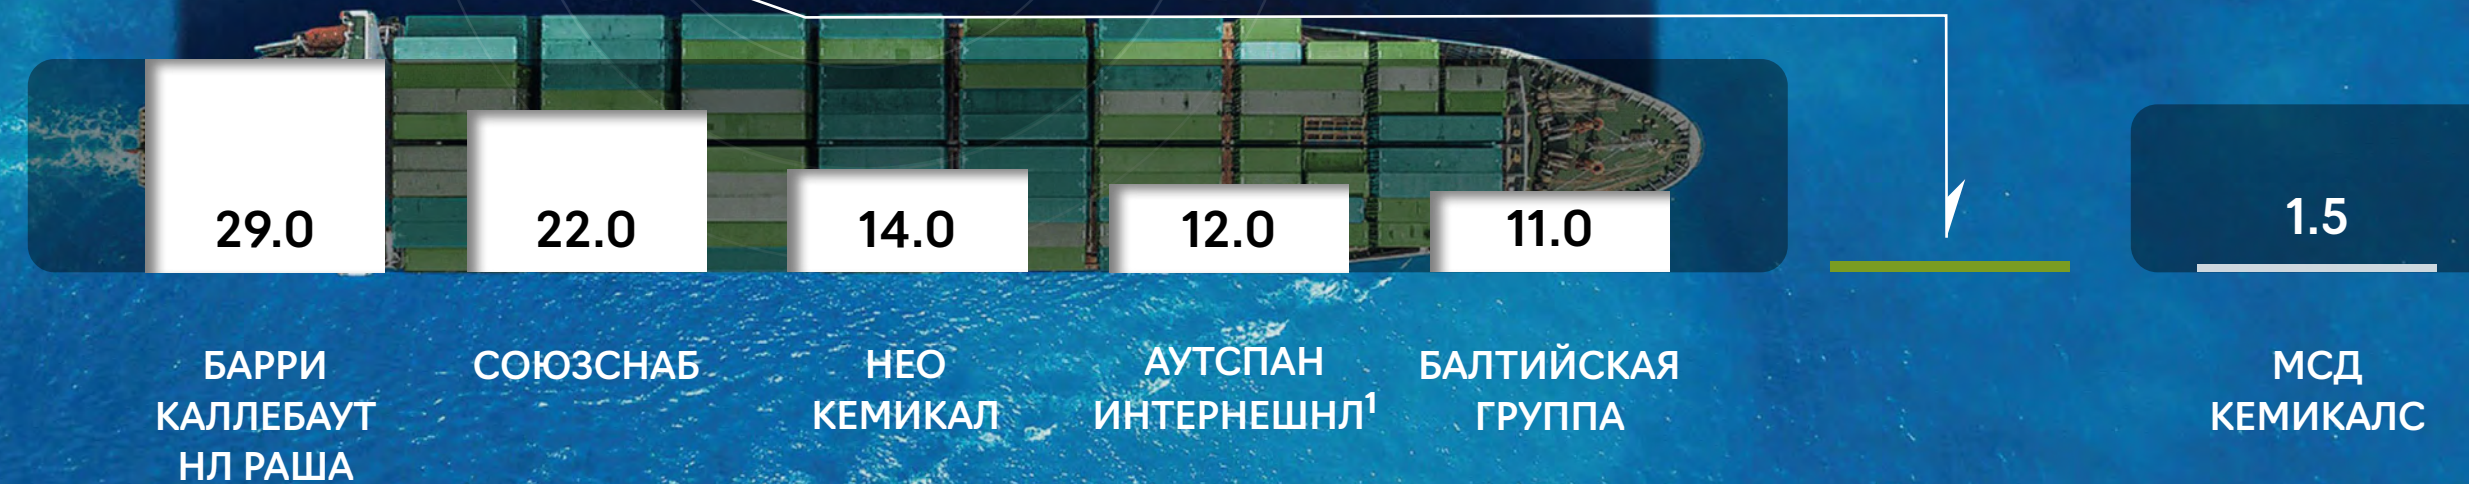 29.0
22.0
14.0
12.0
11.0
1.5
БАРРИ
КАЛЛЕБАУТ
НЛ РАША
СОЮЗСНАБ
НЕО
КЕМИКАЛ
АУТСПАН
ИНТЕРНЕШНЛ¹
БАЛТИЙСКАЯ
ГРУППА
МСД
КЕМИКАЛС